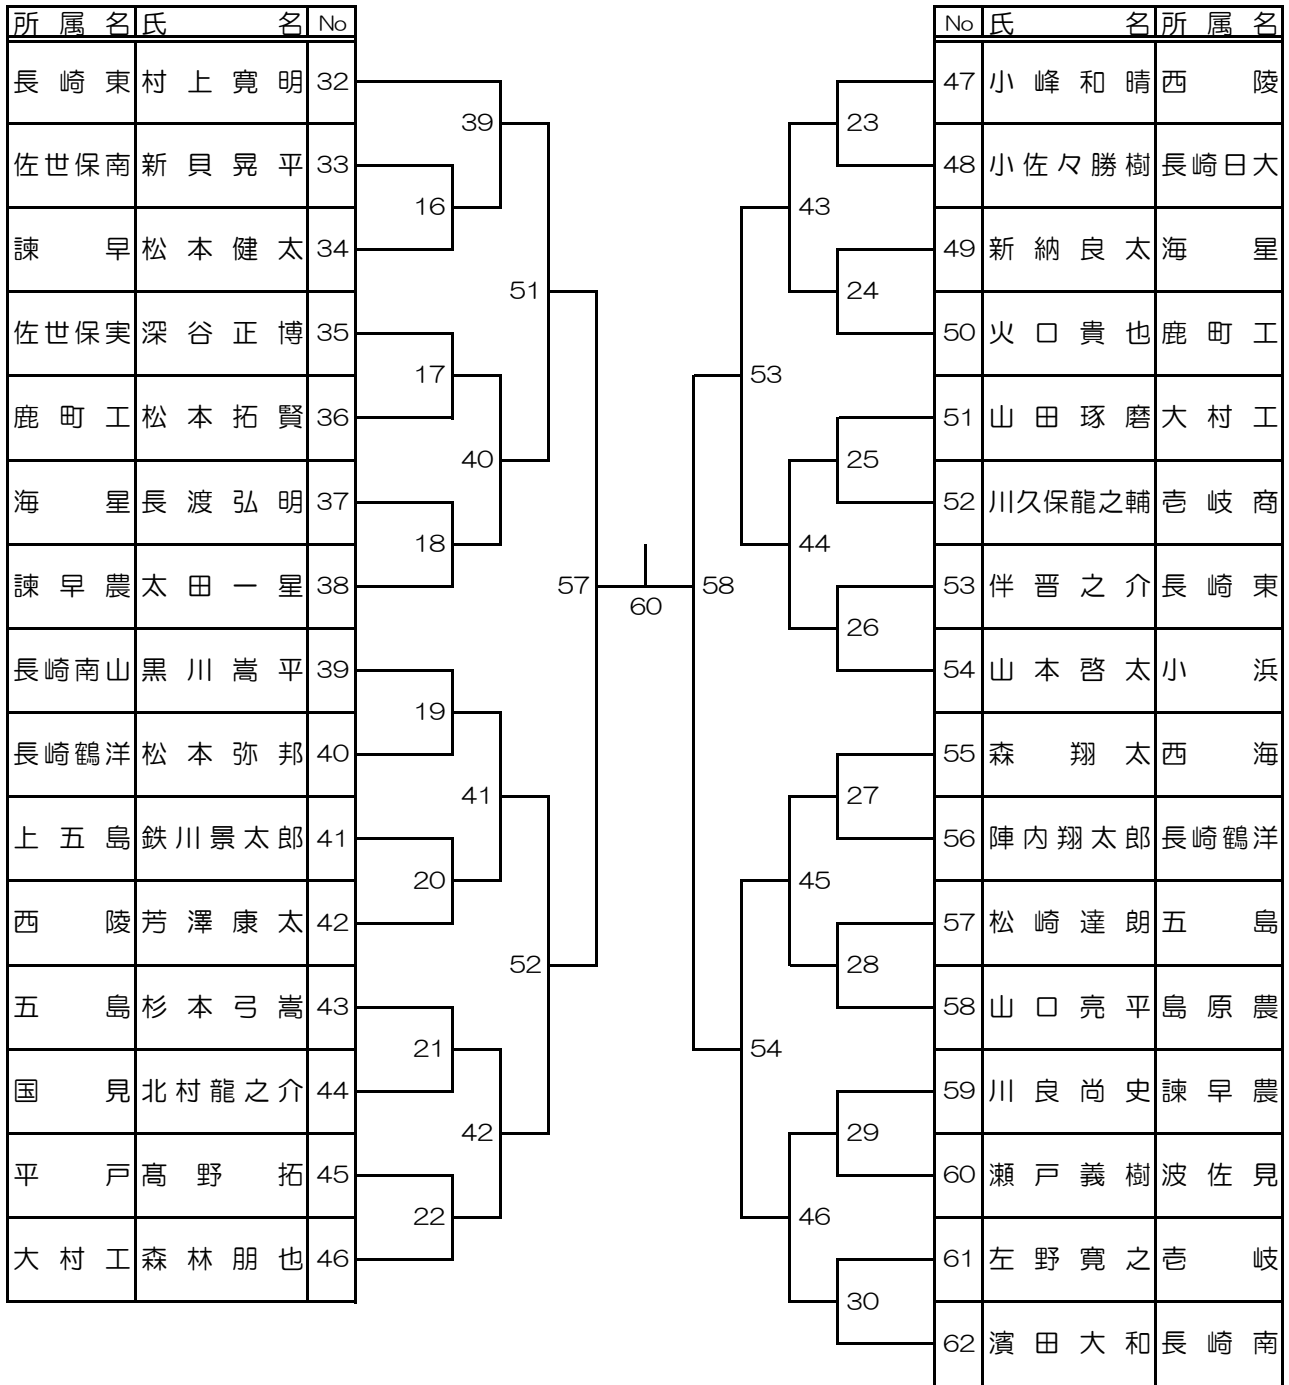 所属名 氏名 No
長崎東 村上寛明 32
佐世保南 新貝晃平 33
諫早 松本健太 34
佐世保実 深谷正博 35
鹿町工 松本拓賢 36
海星 長渡弘明 37
諫早農 太田一星 38
長崎南山 黒川嵩平 39
長崎鶴洋 松本弥邦 40
上五島 鉄川景太郎 41
西陵 芳澤康太 42
五島 杉本弓嵩 43
国見 北村龍之介 44
平戸 髙野拓 45
大村工 森林朋也 46
39
16
51
17
40
18
57
19
41
20
52
21
42
22
60
58
23
43
24
53
25
44
26
27
45
28
54
29
46
30
No 氏名 所属名
47 小峰和晴 西陵
48 小佐々勝樹 長崎日大
49 新納良太 海星
50 火口貴也 鹿町工
51 山田琢磨 大村工
52 川久保龍之輔 壱岐商
53 伴晋之介 長崎東
54 山本啓太 小浜
55 森翔太 西海
56 陣内翔太郎 長崎鶴洋
57 松崎達朗 五島
58 山口亮平 島原農
59 川良尚史 諫早農
60 瀬戸義樹 波佐見
61 左野寛之 壱岐
62 濱田大和 長崎南